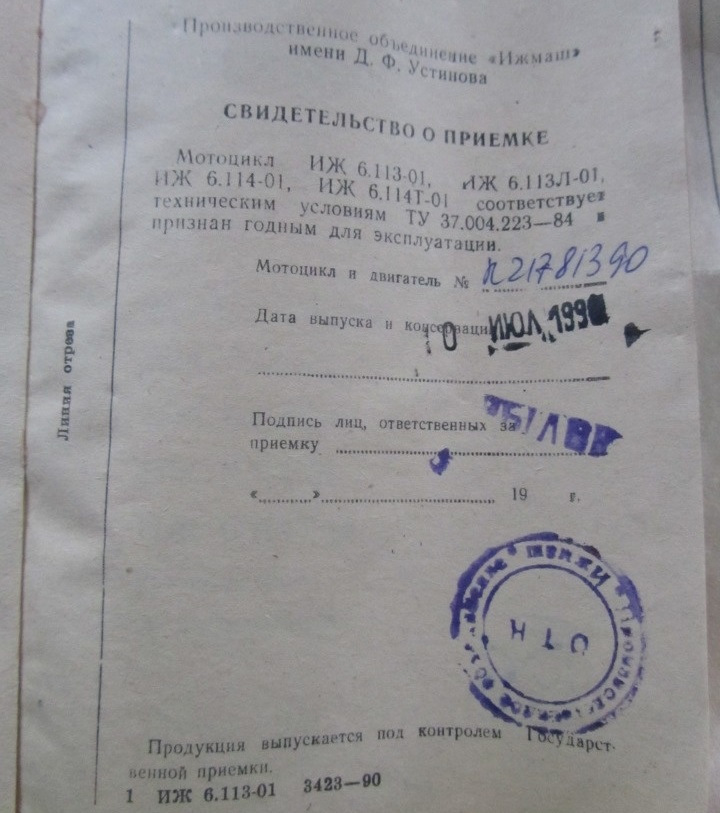 Производственное объединение «Ижмаш»
имени Д. Ф. Устинова
СВИДЕТЕЛЬСТВО О ПРИЕМКЕ
Мотоцикл ИЖ 6.113-01, ИЖ 6.113Л-01,
ИЖ 6.114-01, ИЖ 6.114Т-01 соответствует
техническим условиям ТУ 37.004.223—84 и
признан годным для эксплуатации.
Мотоцикл и двигатель № 21781390
Дата выпуска и консервации 0 ИЮЛ 199
Подпись лиц, ответственных за
приемку
« » 19 г.
Линия отреза
ОТК
Продукция выпускается под контролем Государст-
венной приемки.
1 ИЖ 6.113-01 3423—90